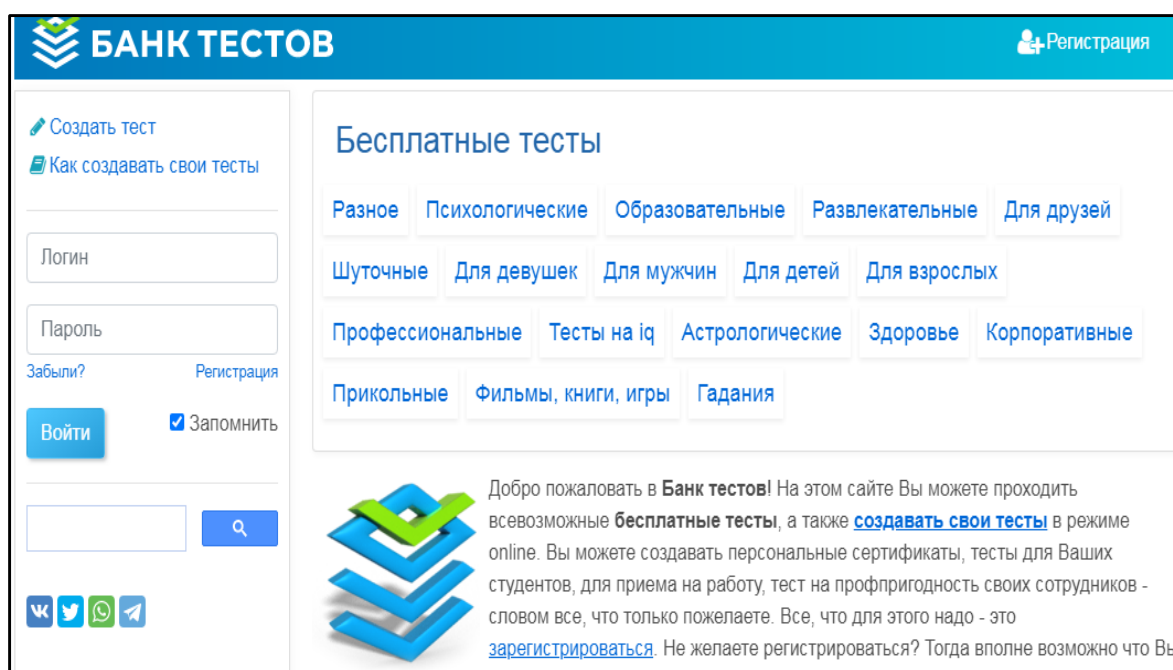 БАНК ТЕСТОВ
Регистрация
Создать тест
Как создавать свои тесты
Логин
Пароль
Забыли? Регистрация
Войти Запомнить
Бесплатные тесты
Разное Психологические Образовательные Развлекательные Для друзей
Шуточные Для девушек Для мужчин Для детей Для взрослых
Профессиональные Тесты на iq Астрологические Здоровье Корпоративные
Прикольные Фильмы, книги, игры Гадания
Добро пожаловать в Банк тестов! На этом сайте Вы можете проходить
всевозможные бесплатные тесты, а также создавать свои тесты в режиме
online. Вы можете создавать персональные сертификаты, тесты для Ваших
студентов, для приема на работу, тест на профпригодность своих сотрудников -
словом все, что только пожелаете. Все, что для этого надо - это
зарегистрироваться. Не желаете регистрироваться? Тогда вполне возможно что Вы